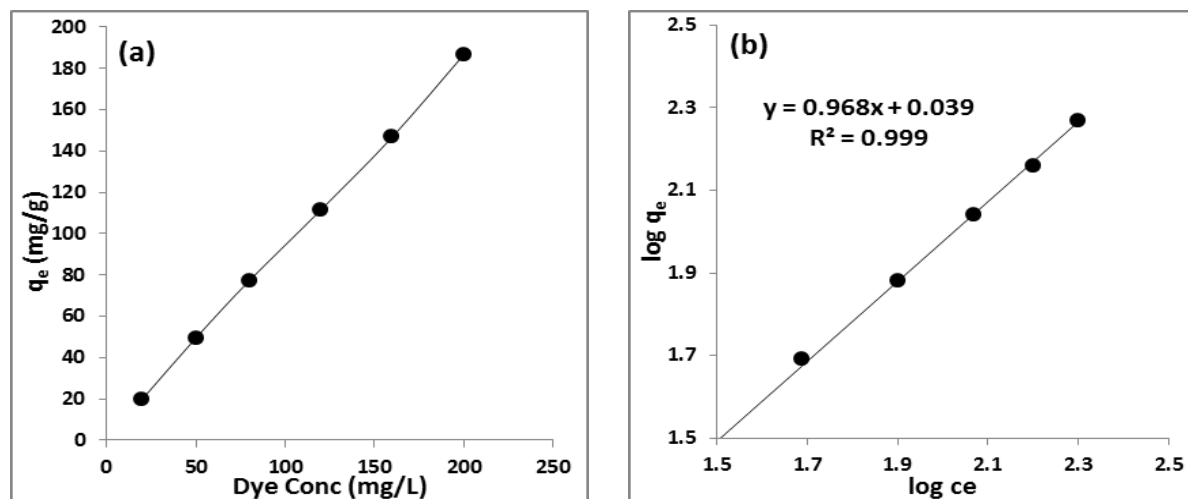 (a)
200
180
160
140
120
100
80
60
40
20
0
qₑ (mg/g)
0 50 100 150 200 250
Dye Conc (mg/L)
(b)
y = 0.968x + 0.039
R² = 0.999
2.5
2.3
2.1
1.9
1.7
1.5
log qₑ
1.5 1.7 1.9 2.1 2.3 2.5
log ce